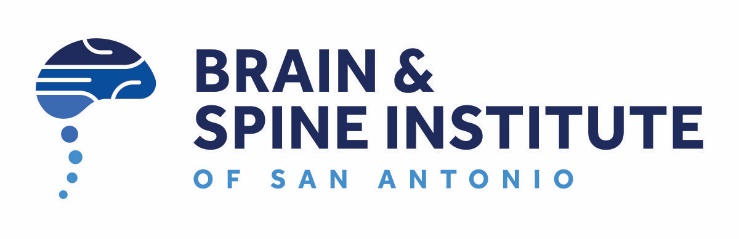 BRAIN &
SPINE INSTITUTE
OF SAN ANTONIO